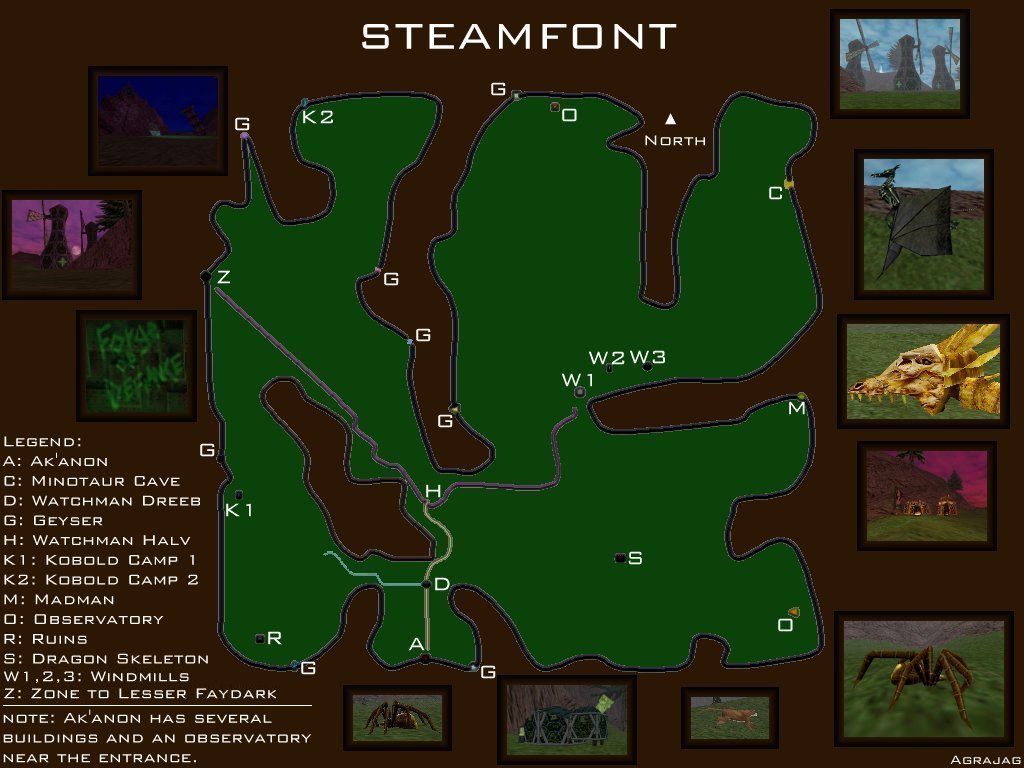 STEAMFONT
G
O
K2
G
NORTH
C
Z
G
G
W2 W3
W1
M
G
G
H
K1
S
D
O
R
A
G
G
LEGEND:
A: AK'ANON
C: MINOTAUR CAVE
D: WATCHMAN DREEB
G: GEYSER
H: WATCHMAN HALV
K1: KOBOLD CAMP 1
K2: KOBOLD CAMP 2
M: MADMAN
O: OBSERVATORY
R: RUINS
S: DRAGON SKELETON
W1,2,3: WINDMILLS
Z: ZONE TO LESSER FAYDARK
NOTE: AK'ANON HAS SEVERAL
BUILDINGS AND AN OBSERVATORY
NEAR THE ENTRANCE.
AGRAJAG